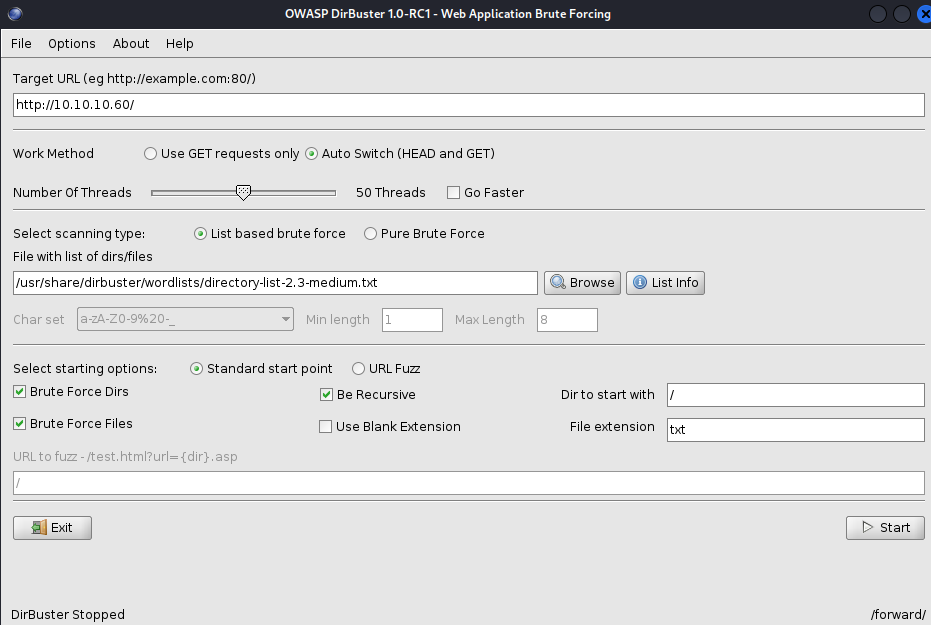 OWASP DirBuster 1.0-RC1 - Web Application Brute Forcing
File Options About Help
Target URL (eg http://example.com:80/)
http://10.10.10.60/
Work Method Use GET requests only Auto Switch (HEAD and GET)
Number Of Threads 50 Threads Go Faster
Select scanning type: List based brute force Pure Brute Force
File with list of dirs/files
/usr/share/dirbuster/wordlists/directory-list-2.3-medium.txt Browse List Info
Char set a-zA-Z0-9%20-_ Min length 1 Max Length 8
Select starting options: Standard start point URL Fuzz
Brute Force Dirs Be Recursive Dir to start with /
Brute Force Files Use Blank Extension File extension txt
URL to fuzz - /test.html?url={dir}.asp
/
Exit Start
DirBuster Stopped /forward/